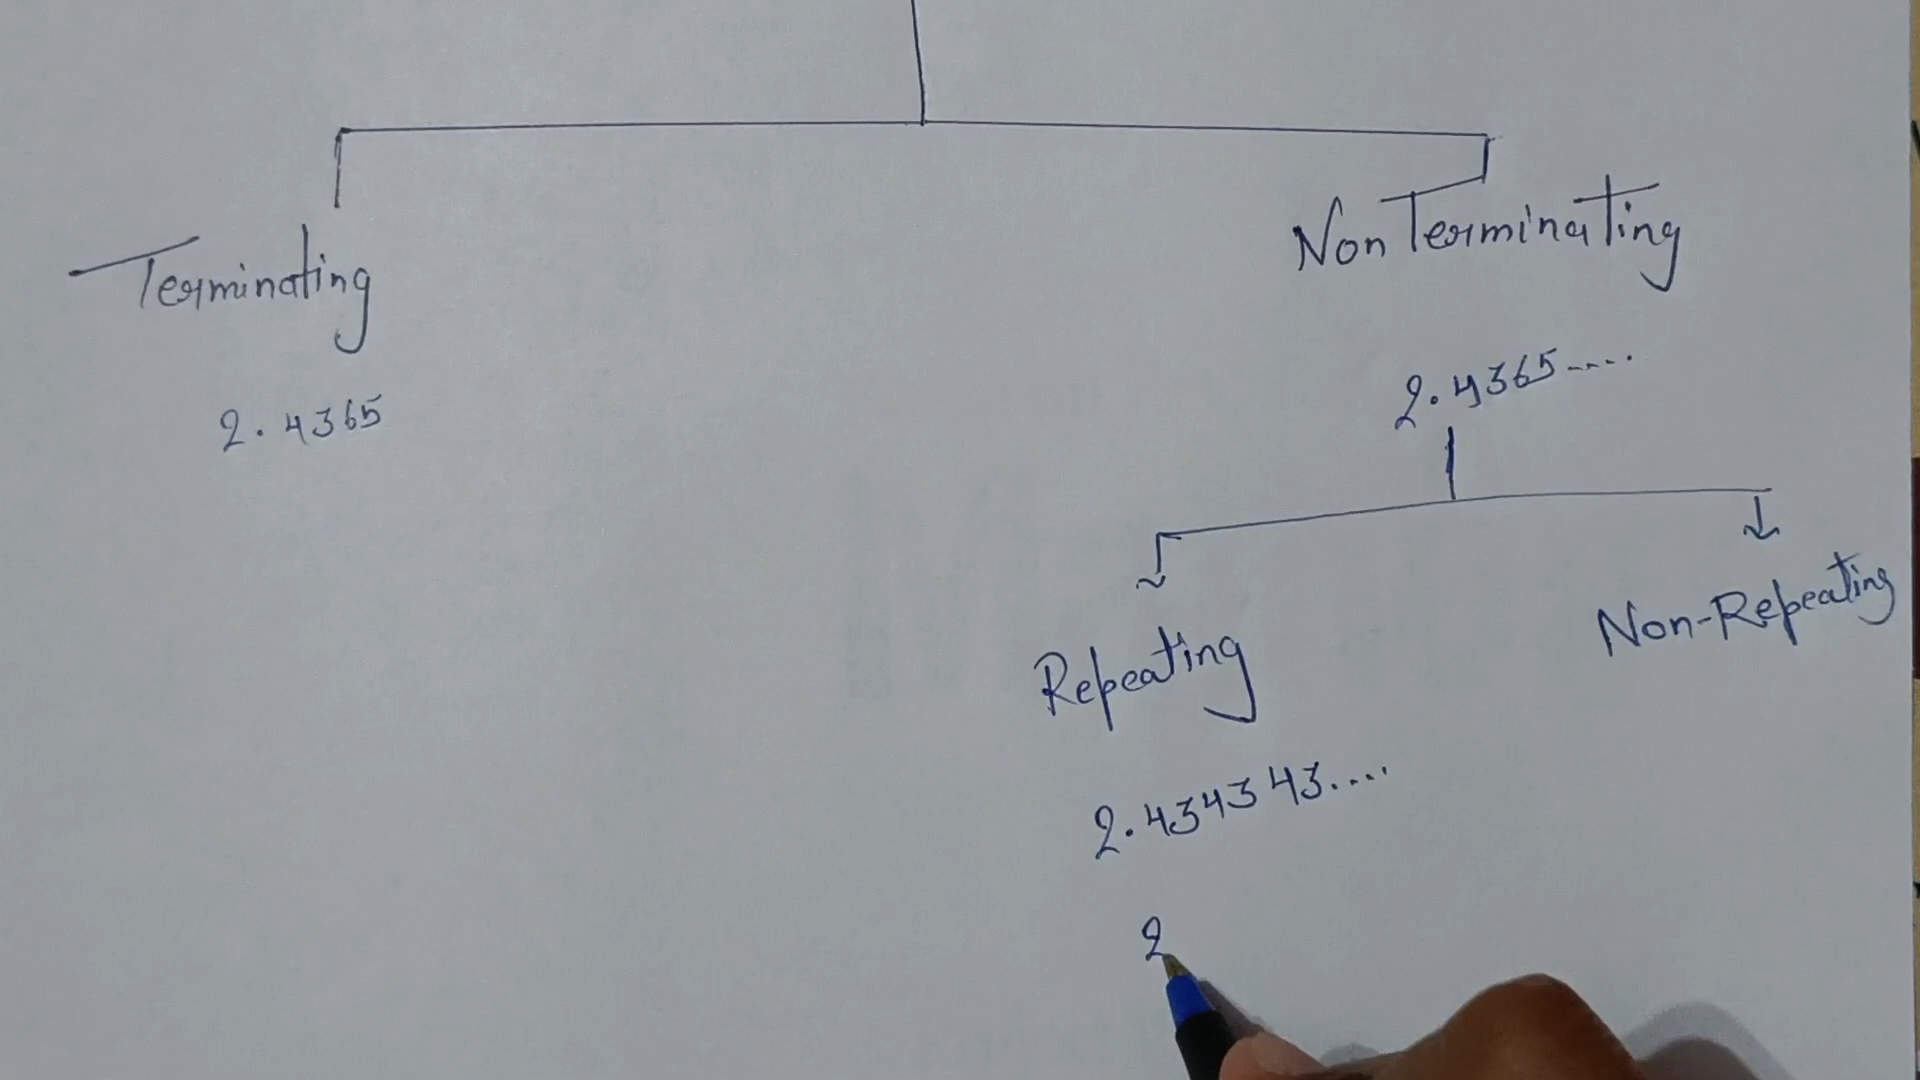 Terminating
2.4365
Non Terminating
2.4365.....
Repeating
Non-Repeating
2.434343....
2